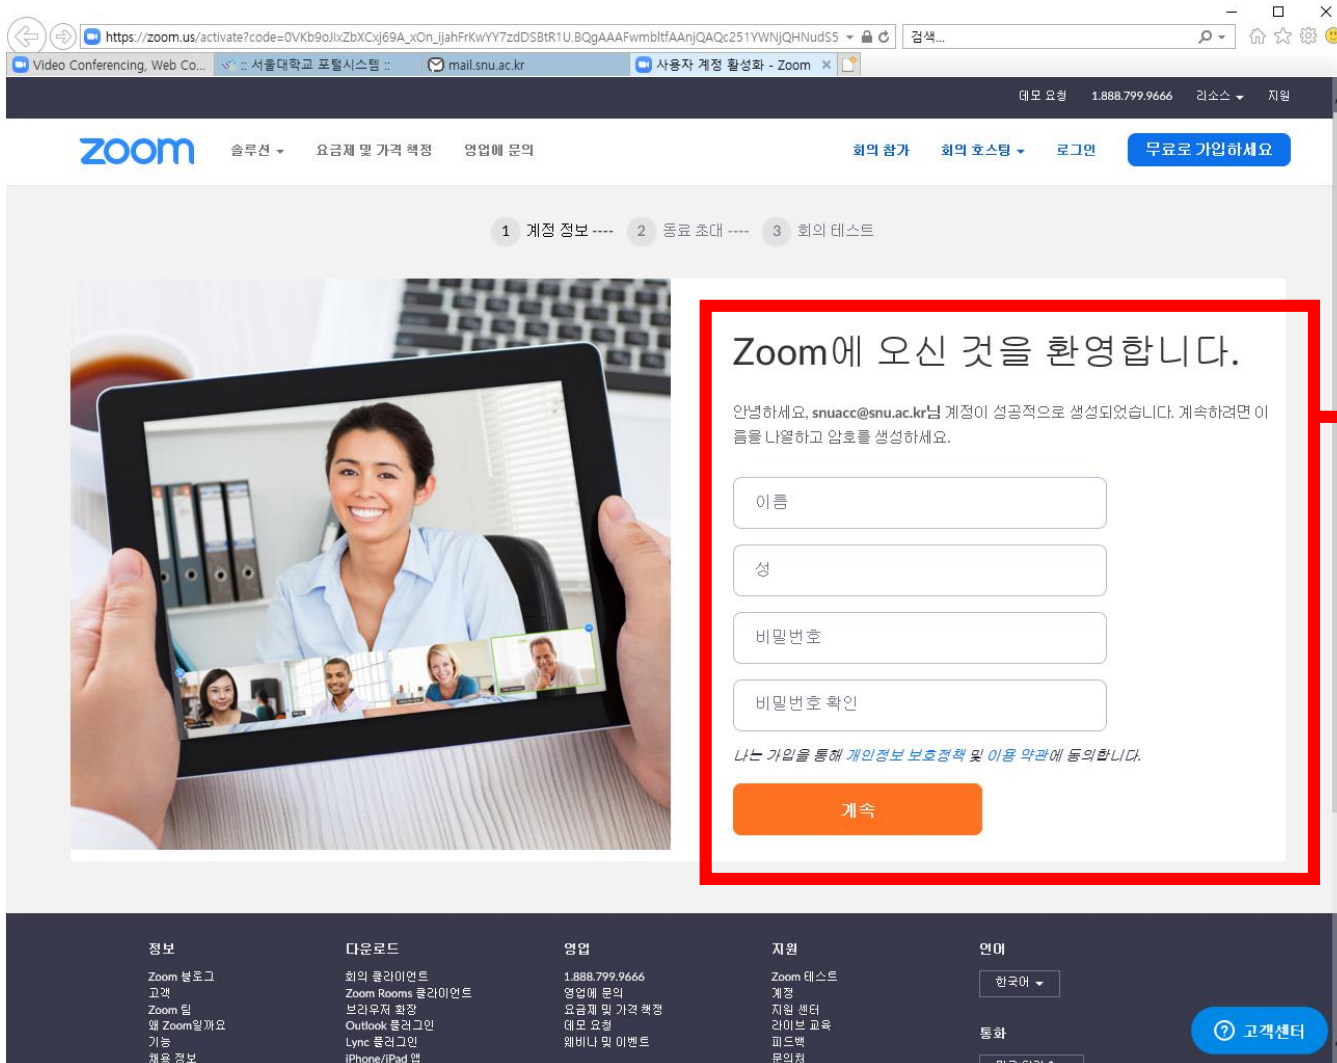 https://zoom.us/activate?code=0VKb9oJIxZbXCxj69A_xOn_ijahFrKwYY7zdDSBtR1U.BQgAAAFwmbltfAAnjQAQc251YWNjQHNudS5
검색...
Video Conferencing, Web Co...
:: 서울대학교 포털시스템 ::
mail.snu.ac.kr
사용자 계정 활성화 - Zoom
데모 요청 1.888.799.9666 리소스 지원
zoom 솔루션 요금제 및 가격 책정 영업에 문의 회의 참가 회의 호스팅 로그인 무료로 가입하세요
1 계정 정보 ---- 2 동료 초대 ---- 3 회의 테스트
Zoom에 오신 것을 환영합니다.
안녕하세요, snuacc@snu.ac.kr님 계정이 성공적으로 생성되었습니다. 계속하려면 이
름을 나열하고 암호를 생성하세요.
이름
성
비밀번호
비밀번호 확인
나는 가입을 통해 개인정보 보호정책 및 이용 약관에 동의합니다.
계속
정보
Zoom 블로그
고객
Zoom 팀
왜 Zoom일까요
기능
채용 정보
다운로드
회의 클라이언트
Zoom Rooms 클라이언트
브라우저 확장
Outlook 플러그인
Lync 플러그인
iPhone/iPad 앱
영업
1.888.799.9666
영업에 문의
요금제 및 가격 책정
데모 요청
웨비나 및 이벤트
지원
Zoom 테스트
계정
지원 센터
라이브 교육
피드백
문의처
언어
한국어
통화
고객센터